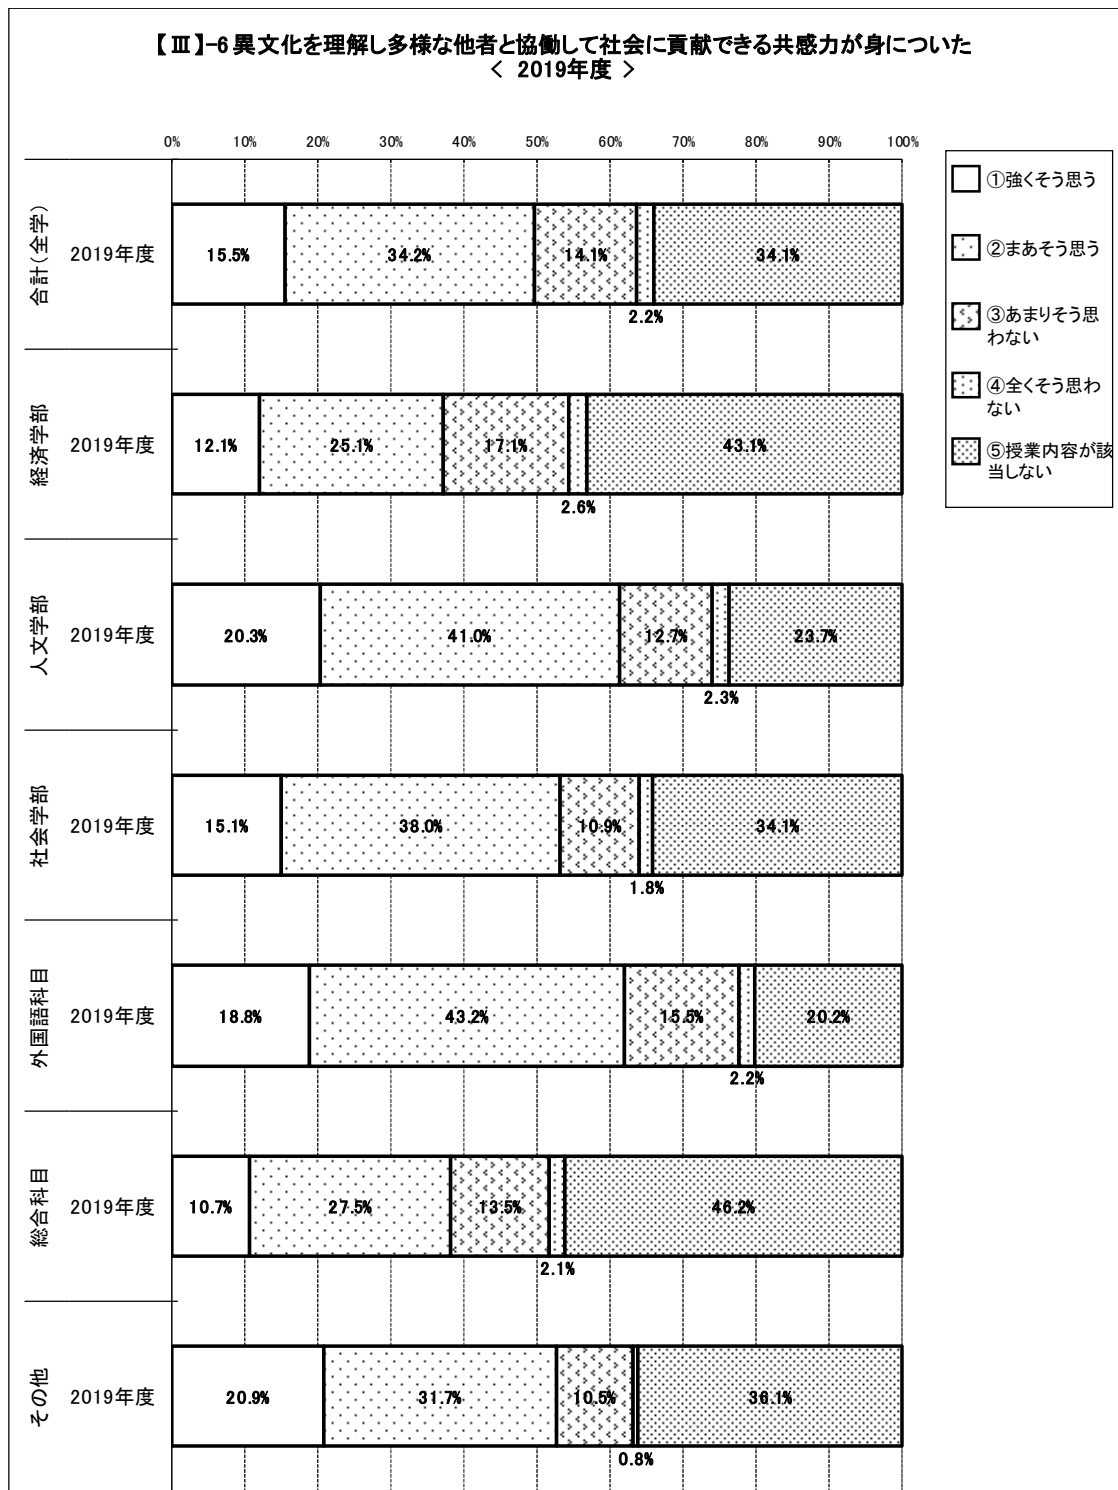 【Ⅲ】-6 異文化を理解し多様な他者と協働して社会に貢献できる共感力が身についた
＜ 2019年度 ＞
0% 10% 20% 30% 40% 50% 60% 70% 80% 90% 100%
①強くそう思う
②まあそう思う
③あまりそう思
わない
④全くそう思わ
ない
⑤授業内容が該
当しない
合計（全学）
2019年度
15.5% 34.2% 14.1% 34.1%
2.2%
経済学部
2019年度
12.1% 25.1% 17.1% 43.1%
2.6%
人文学部
2019年度
20.3% 41.0% 12.7% 23.7%
2.3%
社会学部
2019年度
15.1% 38.0% 10.9% 34.1%
1.8%
外国語科目
2019年度
18.8% 43.2% 15.5% 20.2%
2.2%
総合科目
2019年度
10.7% 27.5% 13.5% 46.2%
2.1%
その他
2019年度
20.9% 31.7% 10.5% 36.1%
0.8%